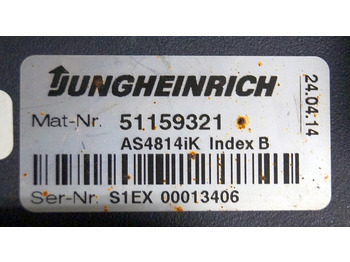 JUNGHEINRICH
Mat-Nr. 51159321
AS4814iK Index B
Ser-Nr. S1EX 00013406
24.04.14